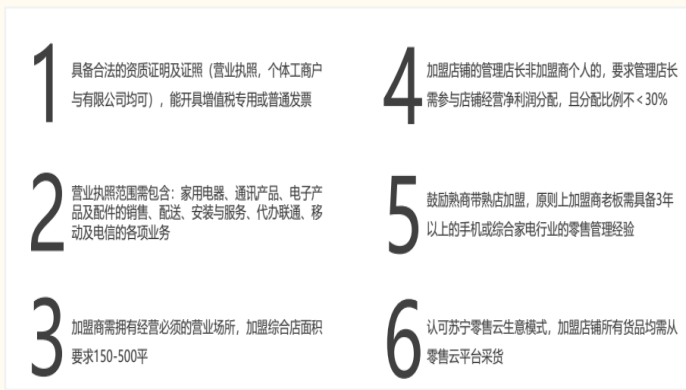 1
具备合法的资质证明及证照（营业执照，个体工商户
与有限公司均可），能开具增值税专用或普通发票
2
营业执照范围需包含：家用电器、通讯产品、电子产
品及配件的销售、配送、安装与服务、代办联通、移
动及电信的各项业务
3
加盟商需拥有经营必须的营业场所，加盟综合店面积
要求150-500平
4
加盟店铺的管理店长非加盟商个人的，要求管理店长
需参与店铺经营净利润分配，且分配比例不＜30%
5
鼓励熟商带熟店加盟，原则上加盟商老板需具备3年
以上的手机或综合家电行业的零售管理经验
6
认可苏宁零售云生意模式，加盟店铺所有货品均需从
零售云平台采货